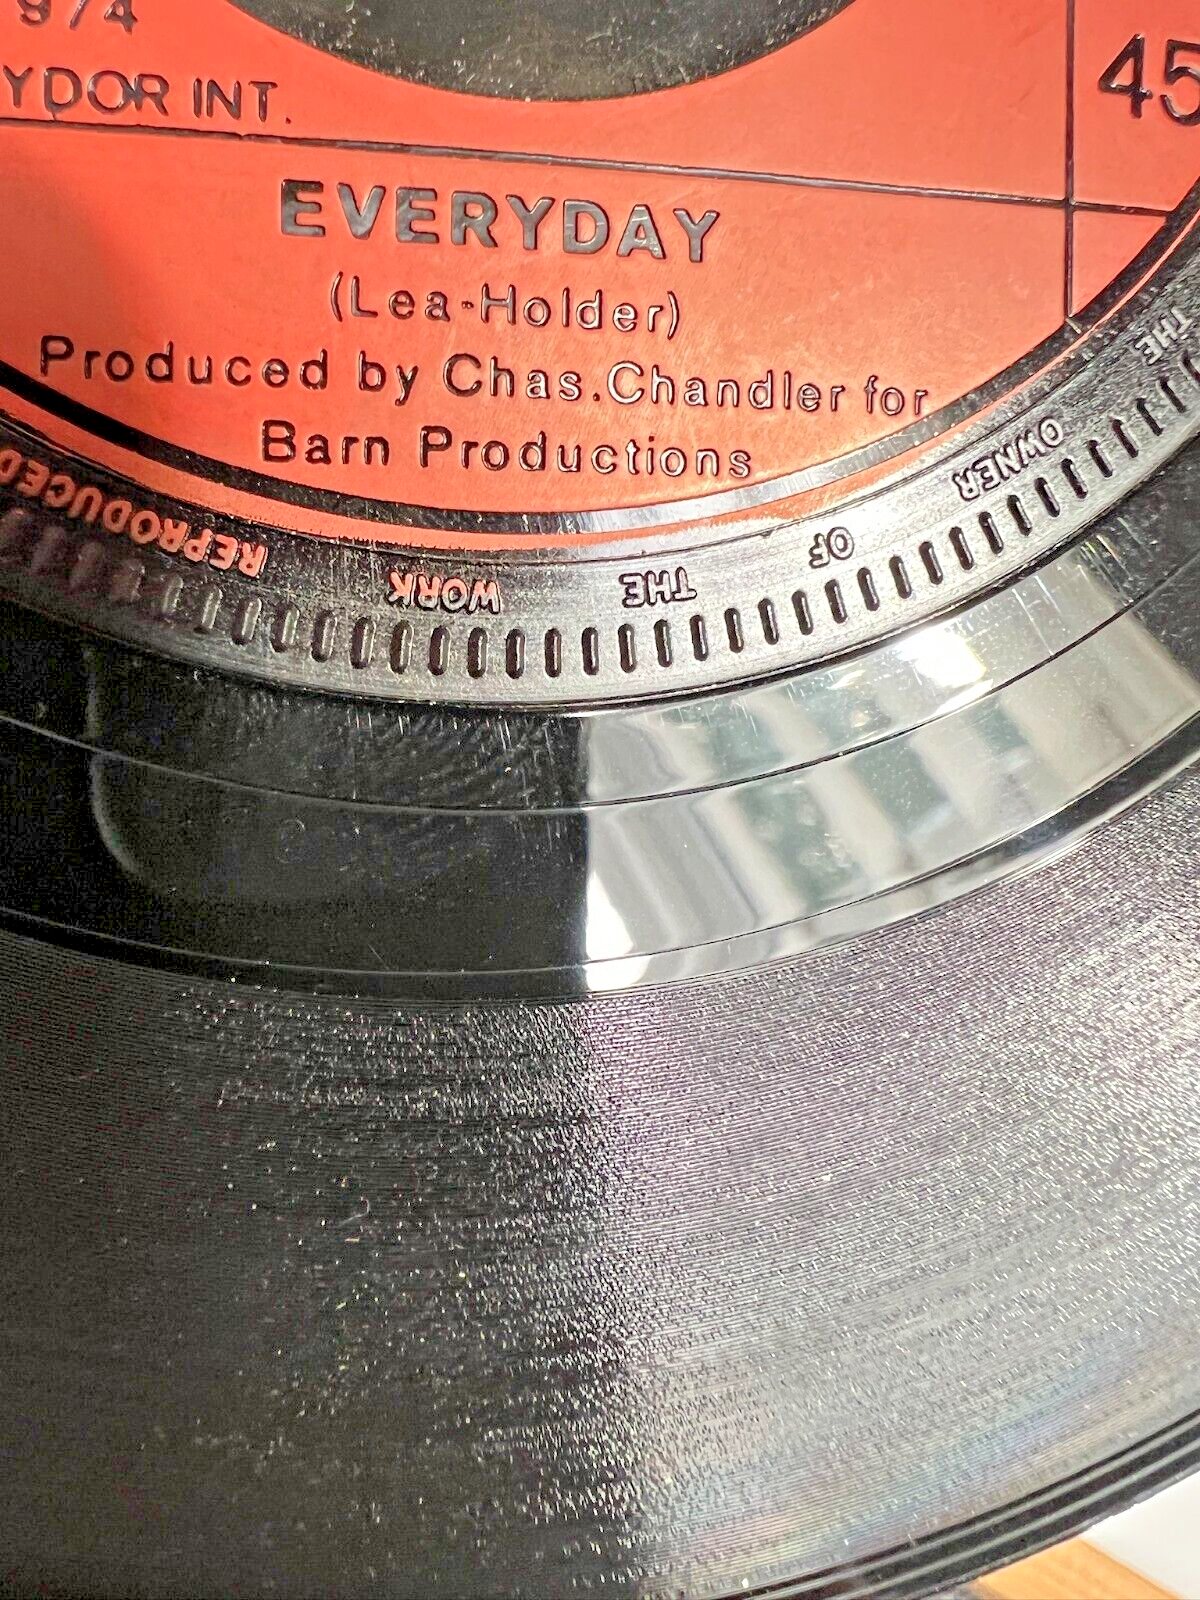 974
YDOR INT.
45
EVERYDAY
(Lea-Holder)
Produced by Chas.Chandler for
Barn Productions
THE OWNER OF THE WORK REPRODUCED